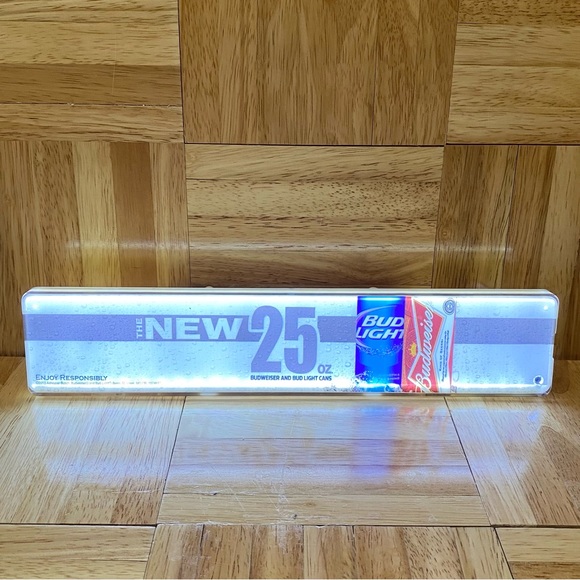 THE NEW 25 OZ.
BUDWEISER AND BUD LIGHT CANS
BUD
LIGHT
Budweiser
ENJOY RESPONSIBLY